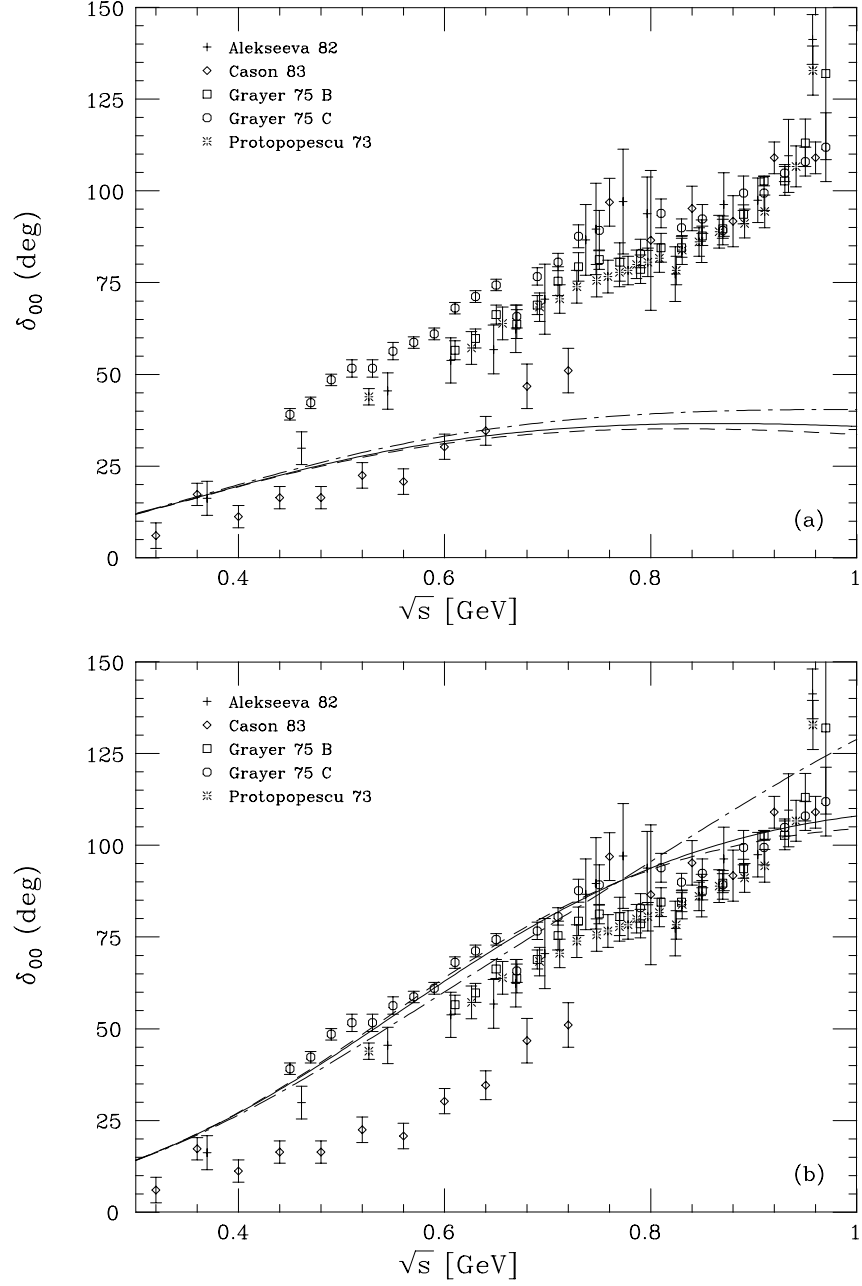 150
Alekseeva 82
Cason 83
125
Grayer 75 B
Grayer 75 C
Protopopescu 73
100
δ00 (deg)
75
50
25
(a)
0
0.4 0.6 0.8 1
√s [GeV]
150
Alekseeva 82
Cason 83
125
Grayer 75 B
Grayer 75 C
Protopopescu 73
100
δ00 (deg)
75
50
25
(b)
0
0.4 0.6 0.8 1
√s [GeV]